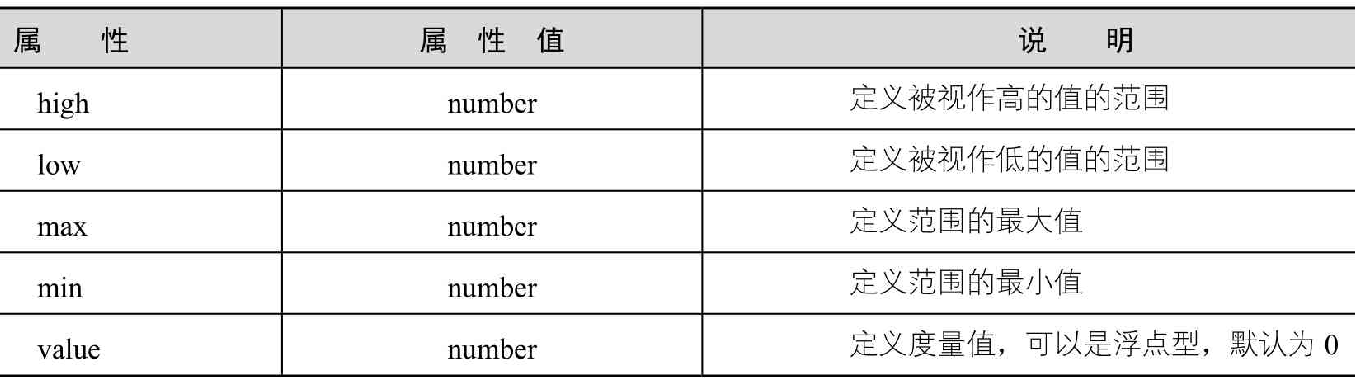 属 性 属 性 值 说 明
high number 定义被视作高的值的范围
low number 定义被视作低的值的范围
max number 定义范围的最大值
min number 定义范围的最小值
value number 定义度量值，可以是浮点型，默认为 0